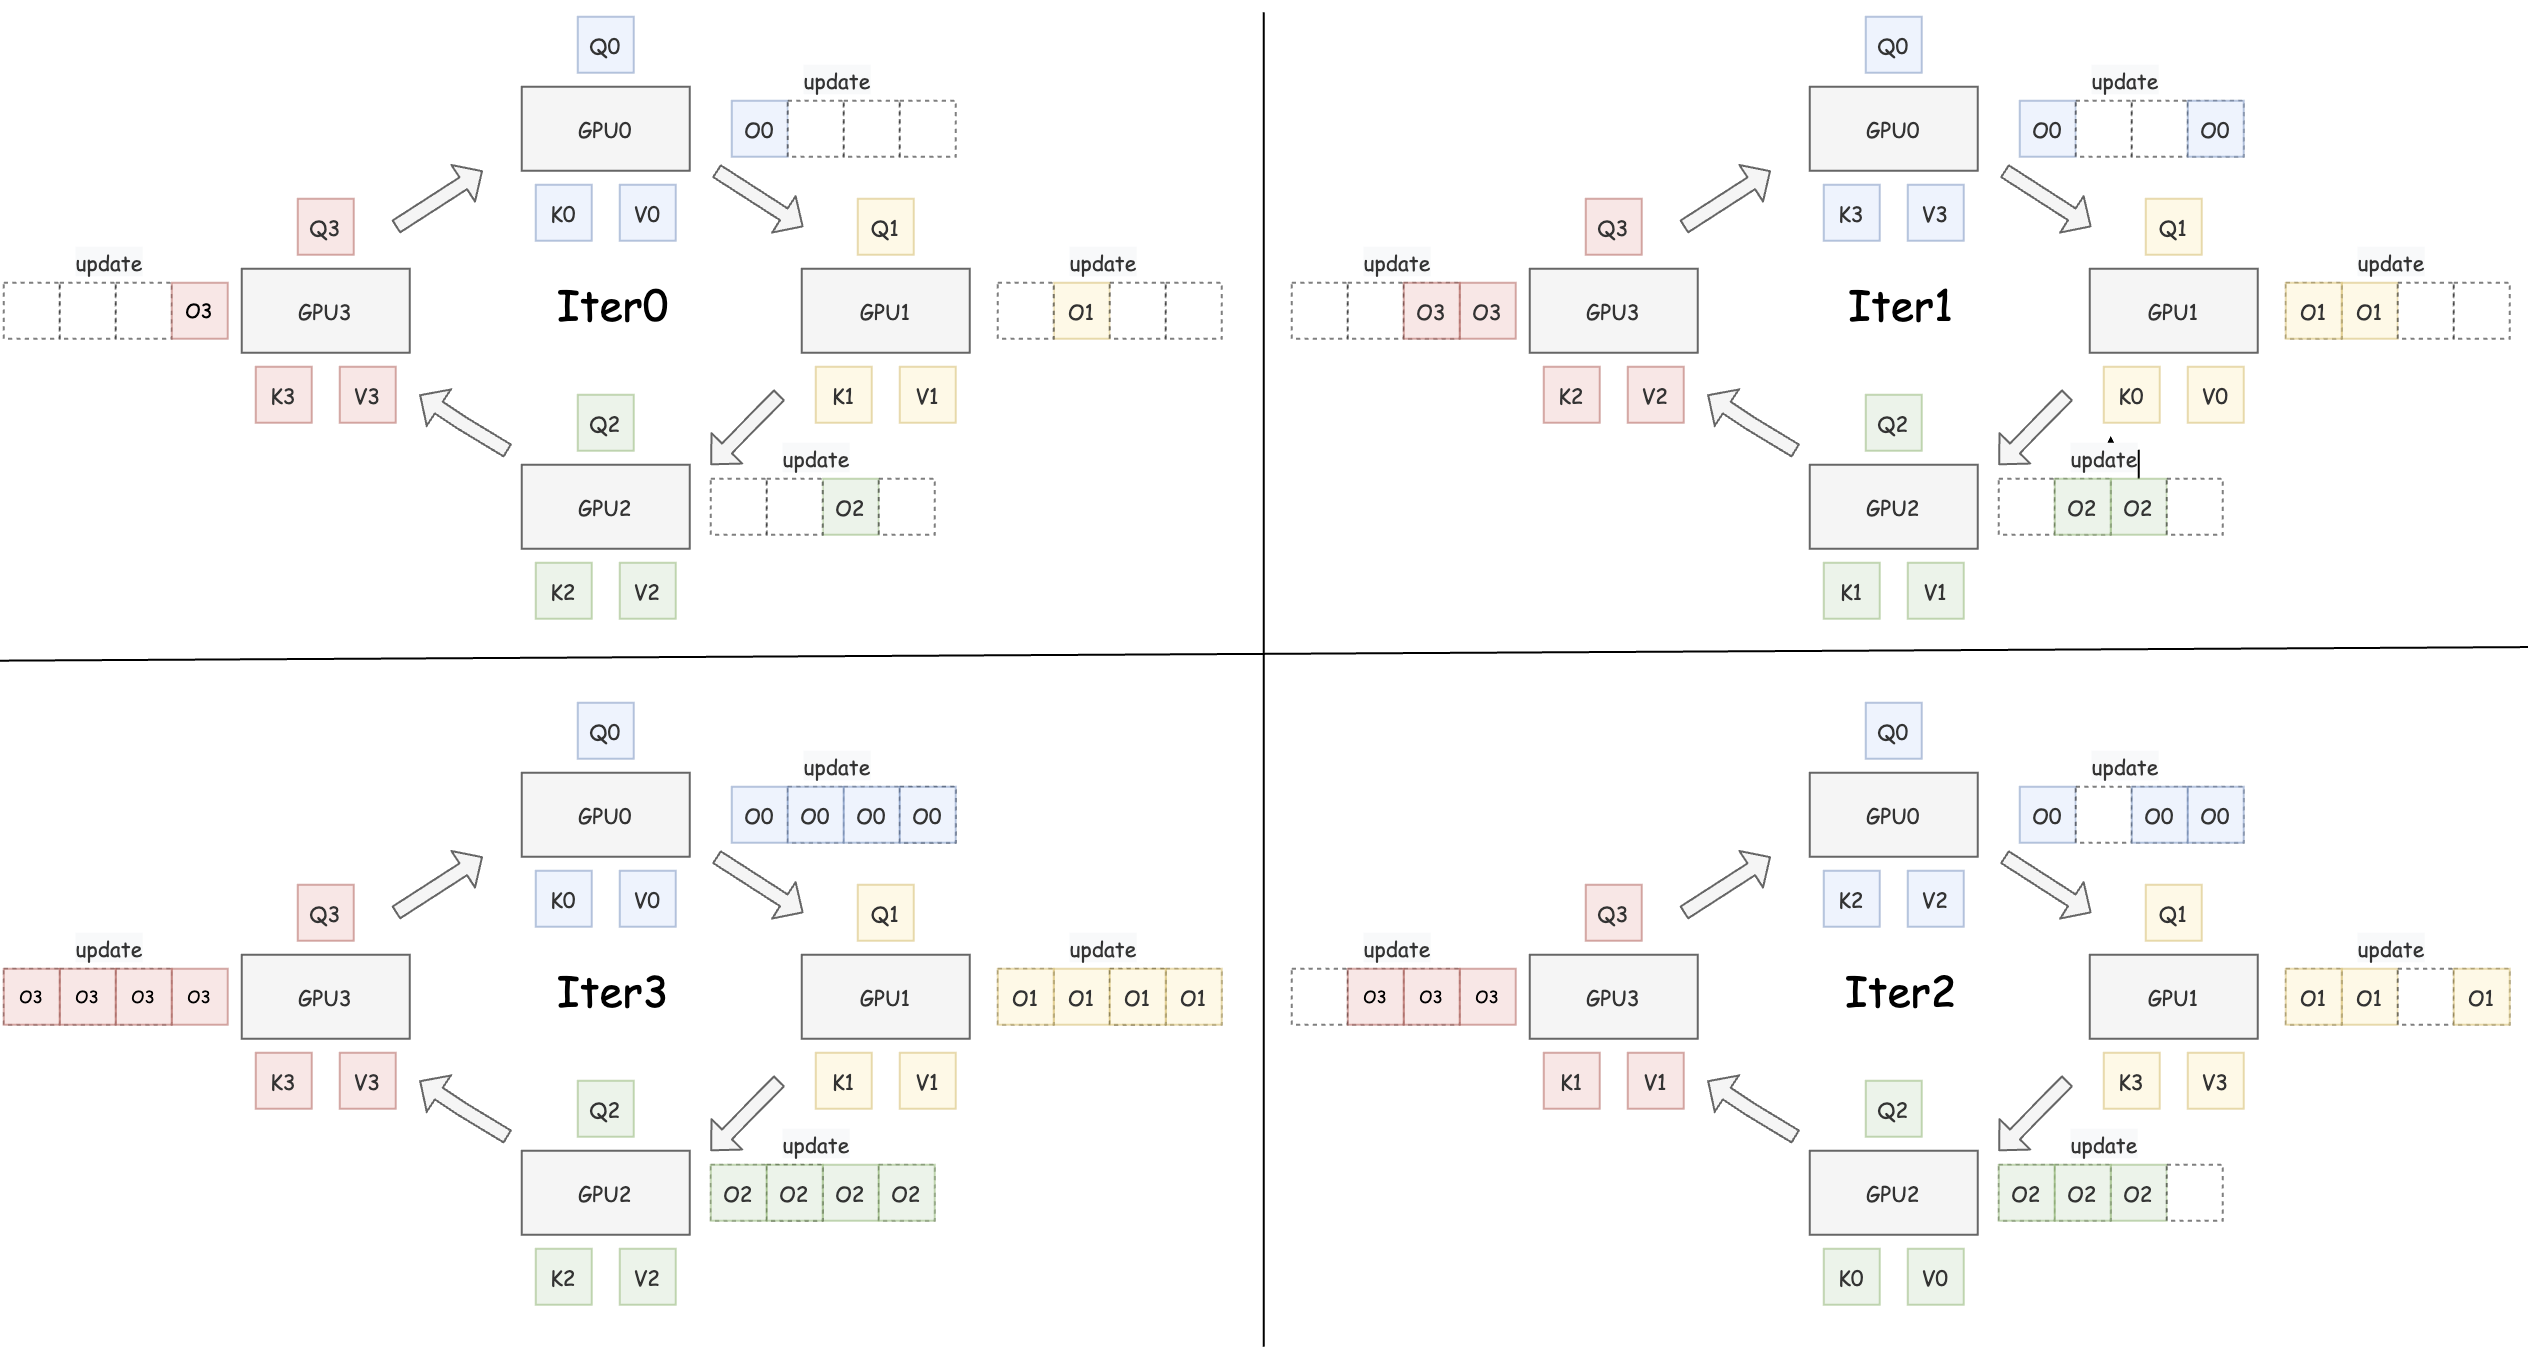 Q0
update
GPU0
O0
K0 V0
Q3
Q1
update
update
O3
GPU3
Iter0
GPU1
O1
K3 V3
K1 V1
Q2
update
GPU2
O2
K2 V2
Q0
update
GPU0
O0 O0
K3 V3
Q3
Q1
update
update
O3 O3
GPU3
Iter1
GPU1
O1 O1
K2 V2
K0 V0
Q2
update
GPU2
O2 O2
K1 V1
Q0
update
GPU0
O0 O0 O0 O0
K0 V0
Q3
Q1
update
update
O3 O3 O3 O3
GPU3
Iter3
GPU1
O1 O1 O1 O1
K3 V3
K1 V1
Q2
update
GPU2
O2 O2 O2 O2
K2 V2
Q0
update
GPU0
O0 O0 O0
K2 V2
Q3
Q1
update
update
O3 O3 O3
GPU3
Iter2
GPU1
O1 O1 O1
K1 V1
K3 V3
Q2
update
GPU2
O2 O2 O2
K0 V0